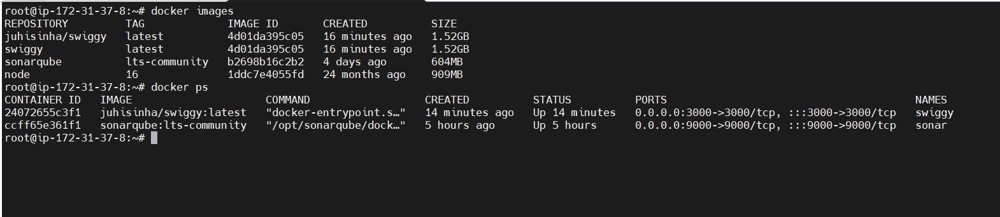 root@ip-172-31-37-8:~# docker images
REPOSITORY TAG IMAGE ID CREATED SIZE
juhisinha/swiggy latest 4d01da395c05 16 minutes ago 1.52GB
swiggy latest 4d01da395c05 16 minutes ago 1.52GB
sonarqube lts-community b2698b16c2b2 4 days ago 604MB
node 16 1ddc7e4055fd 24 months ago 909MB
root@ip-172-31-37-8:~# docker ps
CONTAINER ID IMAGE COMMAND CREATED STATUS PORTS NAMES
24072655c3f1 juhisinha/swiggy:latest "docker-entrypoint.s…" 14 minutes ago Up 14 minutes 0.0.0.0:3000->3000/tcp, :::3000->3000/tcp swiggy
ccff65e361f1 sonarqube:lts-community "/opt/sonarqube/dock…" 5 hours ago Up 5 hours 0.0.0.0:9000->9000/tcp, :::9000->9000/tcp sonar
root@ip-172-31-37-8:~#